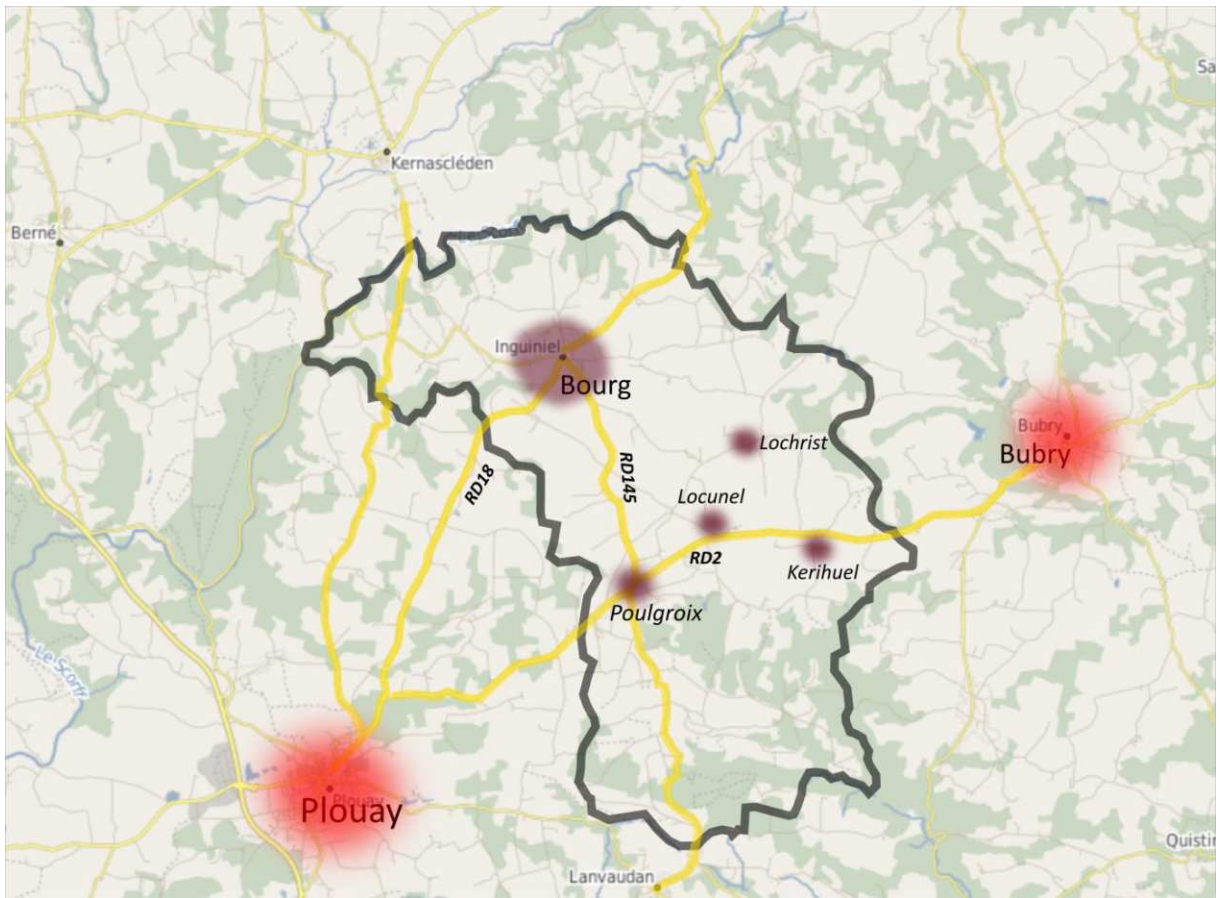 Sa
Kernascléden
Berné
Inguiniel
Bourg
Bubry
Bubry
Lochrist
RD18
RD145
Locunel
RD2
Kerihuel
Poulgroix
Le Scorff
Plouay
Plouay
Quistin
Lanvaudan